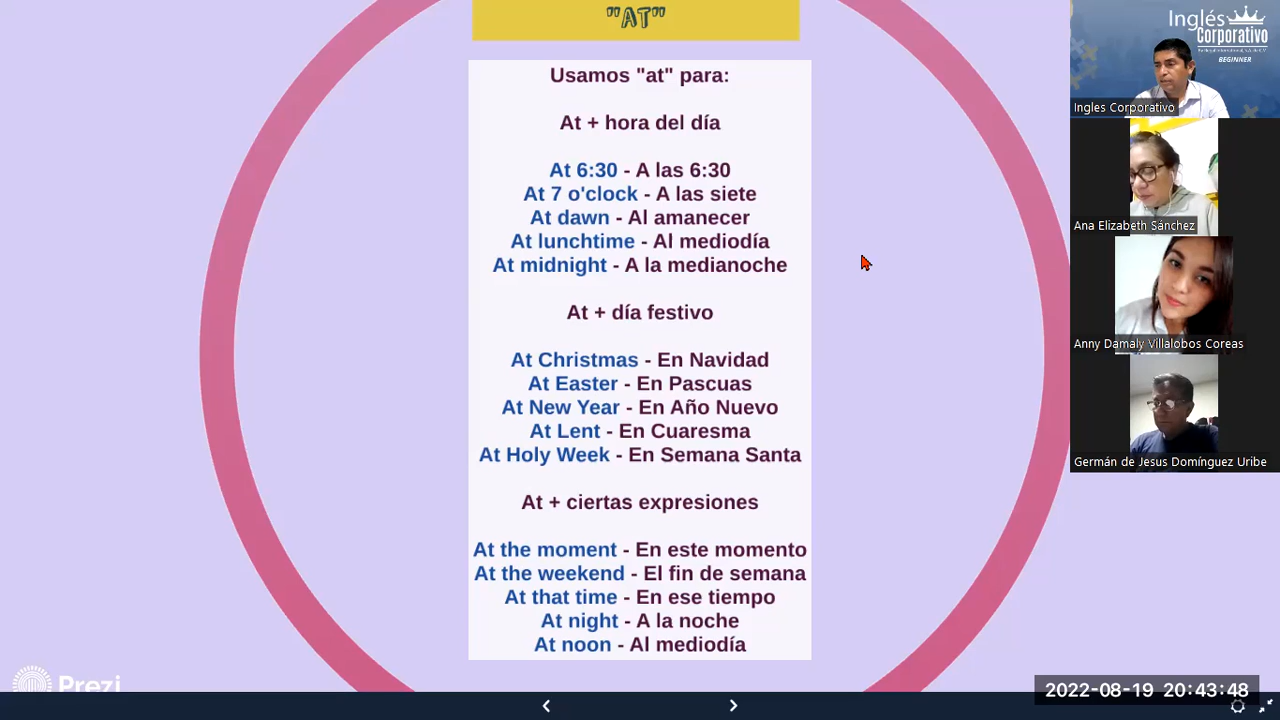 "AT"
Usamos "at" para:
At + hora del día
At 6:30 - A las 6:30
At 7 o'clock - A las siete
At dawn - Al amanecer
At lunchtime - Al mediodía
At midnight - A la medianoche
At + día festivo
At Christmas - En Navidad
At Easter - En Pascuas
At New Year - En Año Nuevo
At Lent - En Cuaresma
At Holy Week - En Semana Santa
At + ciertas expresiones
At the moment - En este momento
At the weekend - El fin de semana
At that time - En ese tiempo
At night - A la noche
At noon - Al mediodía
Prezi
Inglés
Corporativo
BEGINNER
Ingles Corporativo
Ana Elizabeth Sánchez
Anny Damaly Villalobos Coreas
Germán de Jesus Domínguez Uribe
2022-08-19 20:43:48